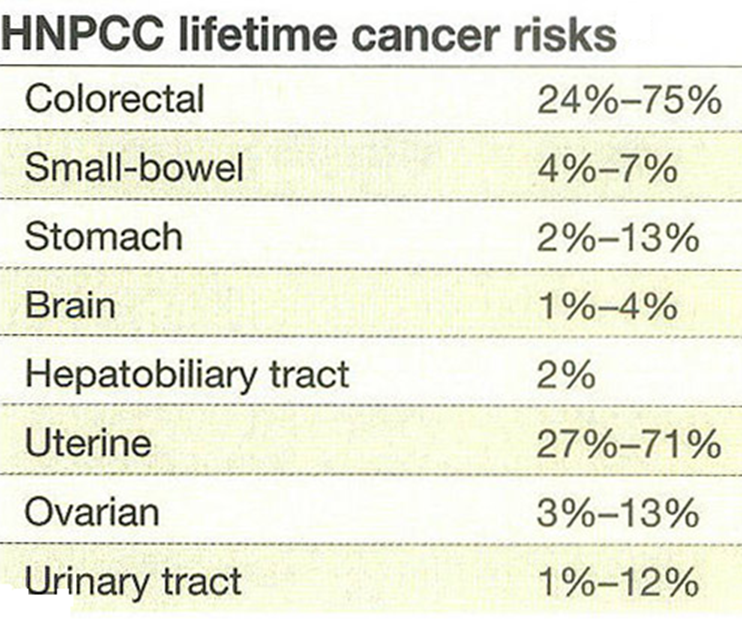 HNPCC lifetime cancer risks
Colorectal 24%–75%
Small-bowel 4%–7%
Stomach 2%–13%
Brain 1%–4%
Hepatobiliary tract 2%
Uterine 27%–71%
Ovarian 3%–13%
Urinary tract 1%–12%